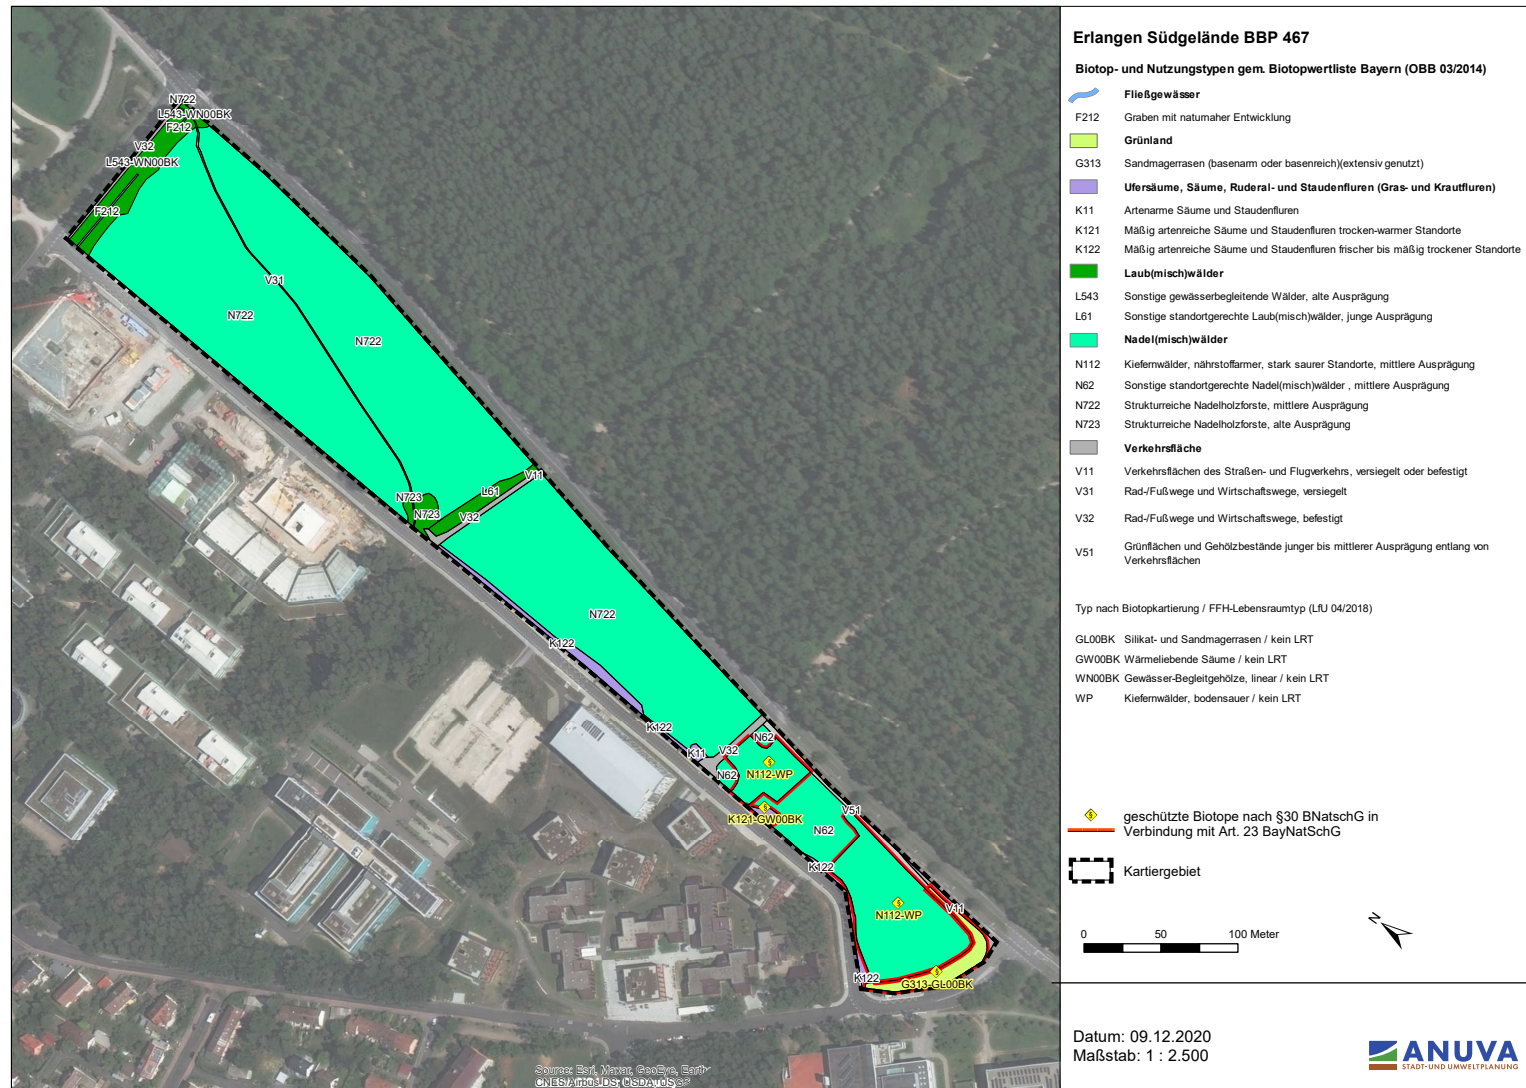 N722
L543-WN00BK
F212
V32
L543-WN00BK
F212
V31
N722
N722
V11
L61
N723
N723
V32
N722
K122
K122
K11
V32
N62
N62
N112-WP
K121-GW00BK
V51
N62
K122
V11
N112-WP
K122
G313-GL00BK
Source: Esri, Maxar, GeoEye, Earth
CNES/Airbus DS, USDA, USGS
Erlangen Südgelände BBP 467
Biotop- und Nutzungstypen gem. Biotopwertliste Bayern (OBB 03/2014)
Fließgewässer
F212 Graben mit naturnaher Entwicklung
Grünland
G313 Sandmagerrasen (basenarm oder basenreich)(extensiv genutzt)
Ufersäume, Säume, Ruderal- und Staudenfluren (Gras- und Krautfluren)
K11 Artenarme Säume und Staudenfluren
K121 Mäßig artenreiche Säume und Staudenfluren trocken-warmer Standorte
K122 Mäßig artenreiche Säume und Staudenfluren frischer bis mäßig trockener Standorte
Laub(misch)wälder
L543 Sonstige gewässerbegleitende Wälder, alte Ausprägung
L61 Sonstige standortgerechte Laub(misch)wälder, junge Ausprägung
Nadel(misch)wälder
N112 Kiefernwälder, nährstoffarmer, stark saurer Standorte, mittlere Ausprägung
N62 Sonstige standortgerechte Nadel(misch)wälder , mittlere Ausprägung
N722 Strukturreiche Nadelholzforste, mittlere Ausprägung
N723 Strukturreiche Nadelholzforste, alte Ausprägung
Verkehrsfläche
V11 Verkehrsflächen des Straßen- und Flugverkehrs, versiegelt oder befestigt
V31 Rad-/Fußwege und Wirtschaftswege, versiegelt
V32 Rad-/Fußwege und Wirtschaftswege, befestigt
V51 Grünflächen und Gehölzbestände junger bis mittlerer Ausprägung entlang von
Verkehrsflächen
Typ nach Biotopkartierung / FFH-Lebensraumtyp (LfU 04/2018)
GL00BK Silikat- und Sandmagerrasen / kein LRT
GW00BK Wärmeliebende Säume / kein LRT
WN00BK Gewässer-Begleitgehölze, linear / kein LRT
WP Kiefernwälder, bodensauer / kein LRT
geschützte Biotope nach §30 BNatschG in
Verbindung mit Art. 23 BayNatSchG
Kartiergebiet
N
0 50 100 Meter
Datum: 09.12.2020
Maßstab: 1 : 2.500
ANUVA
STADT-UND UMWELTPLANUNG